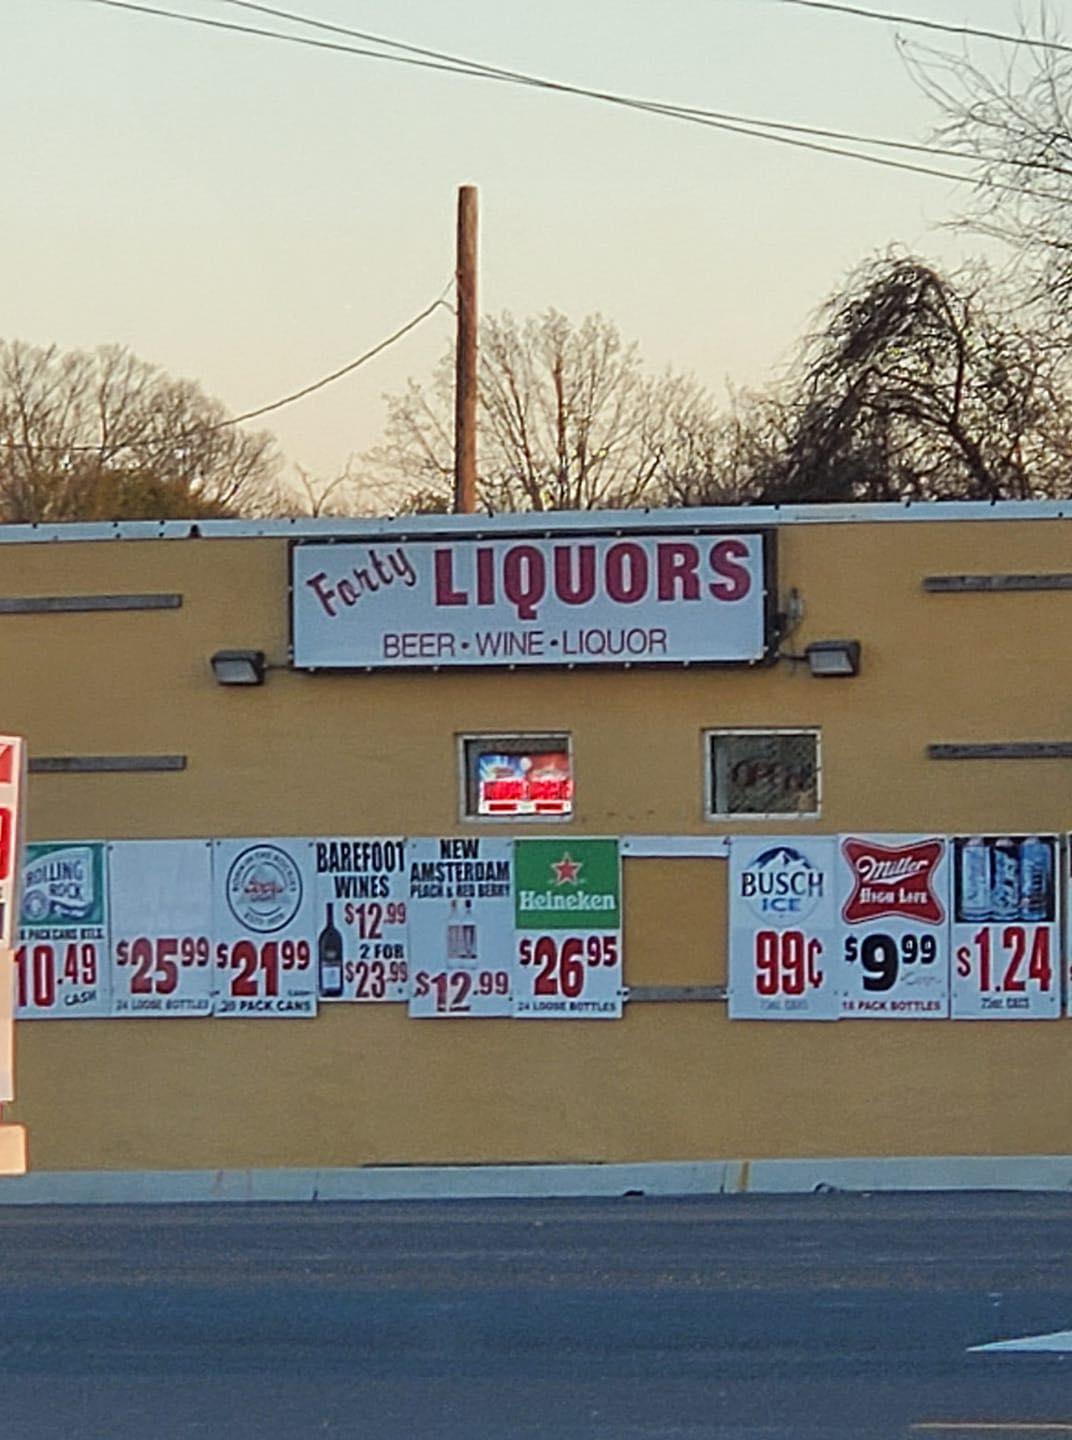 Forty LIQUORS
BEER • WINE • LIQUOR
ROLLING
ROCK
10.49
CASH
$25.99
24 LOOSE BOTTLES
Coors
$21.99
20 PACK CANS
BAREFOOT
WINES
$12.99
2 FOR
$23.99
NEW
AMSTERDAM
PEACH & RED BERRY
$12.99
Heineken
$26.95
24 LOOSE BOTTLES
BUSCH
ICE
99¢
Miller
HIGH LIFE
$9.99
18 PACK BOTTLES
$1.24